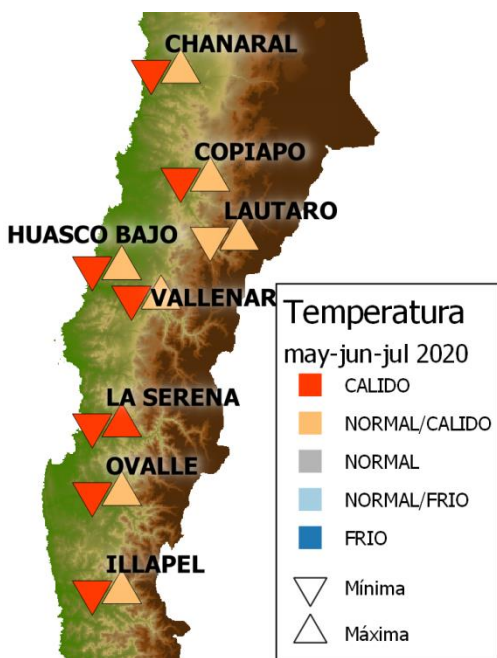 CHANARAL
COPIAPO
LAUTARO
HUASCO BAJO
VALLENAR
LA SERENA
OVALLE
ILLAPEL
Temperatura
may-jun-jul 2020
CALIDO
NORMAL/CALIDO
NORMAL
NORMAL/FRIO
FRIO
Mínima
Máxima